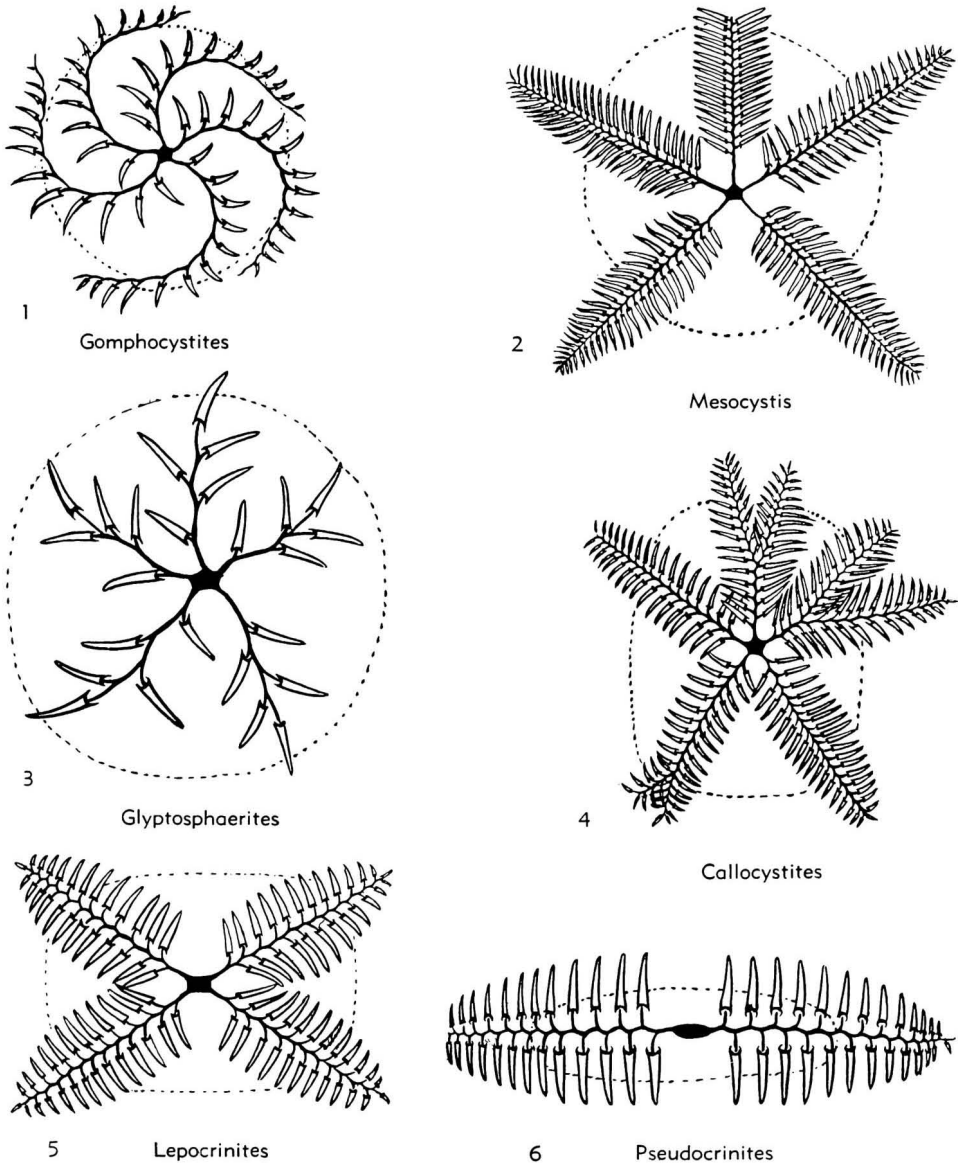 1
Gomphocystites
2
Mesocystis
3
Glyptosphaerites
4
Callocystites
5 Lepocrinites
6 Pseudocrinites